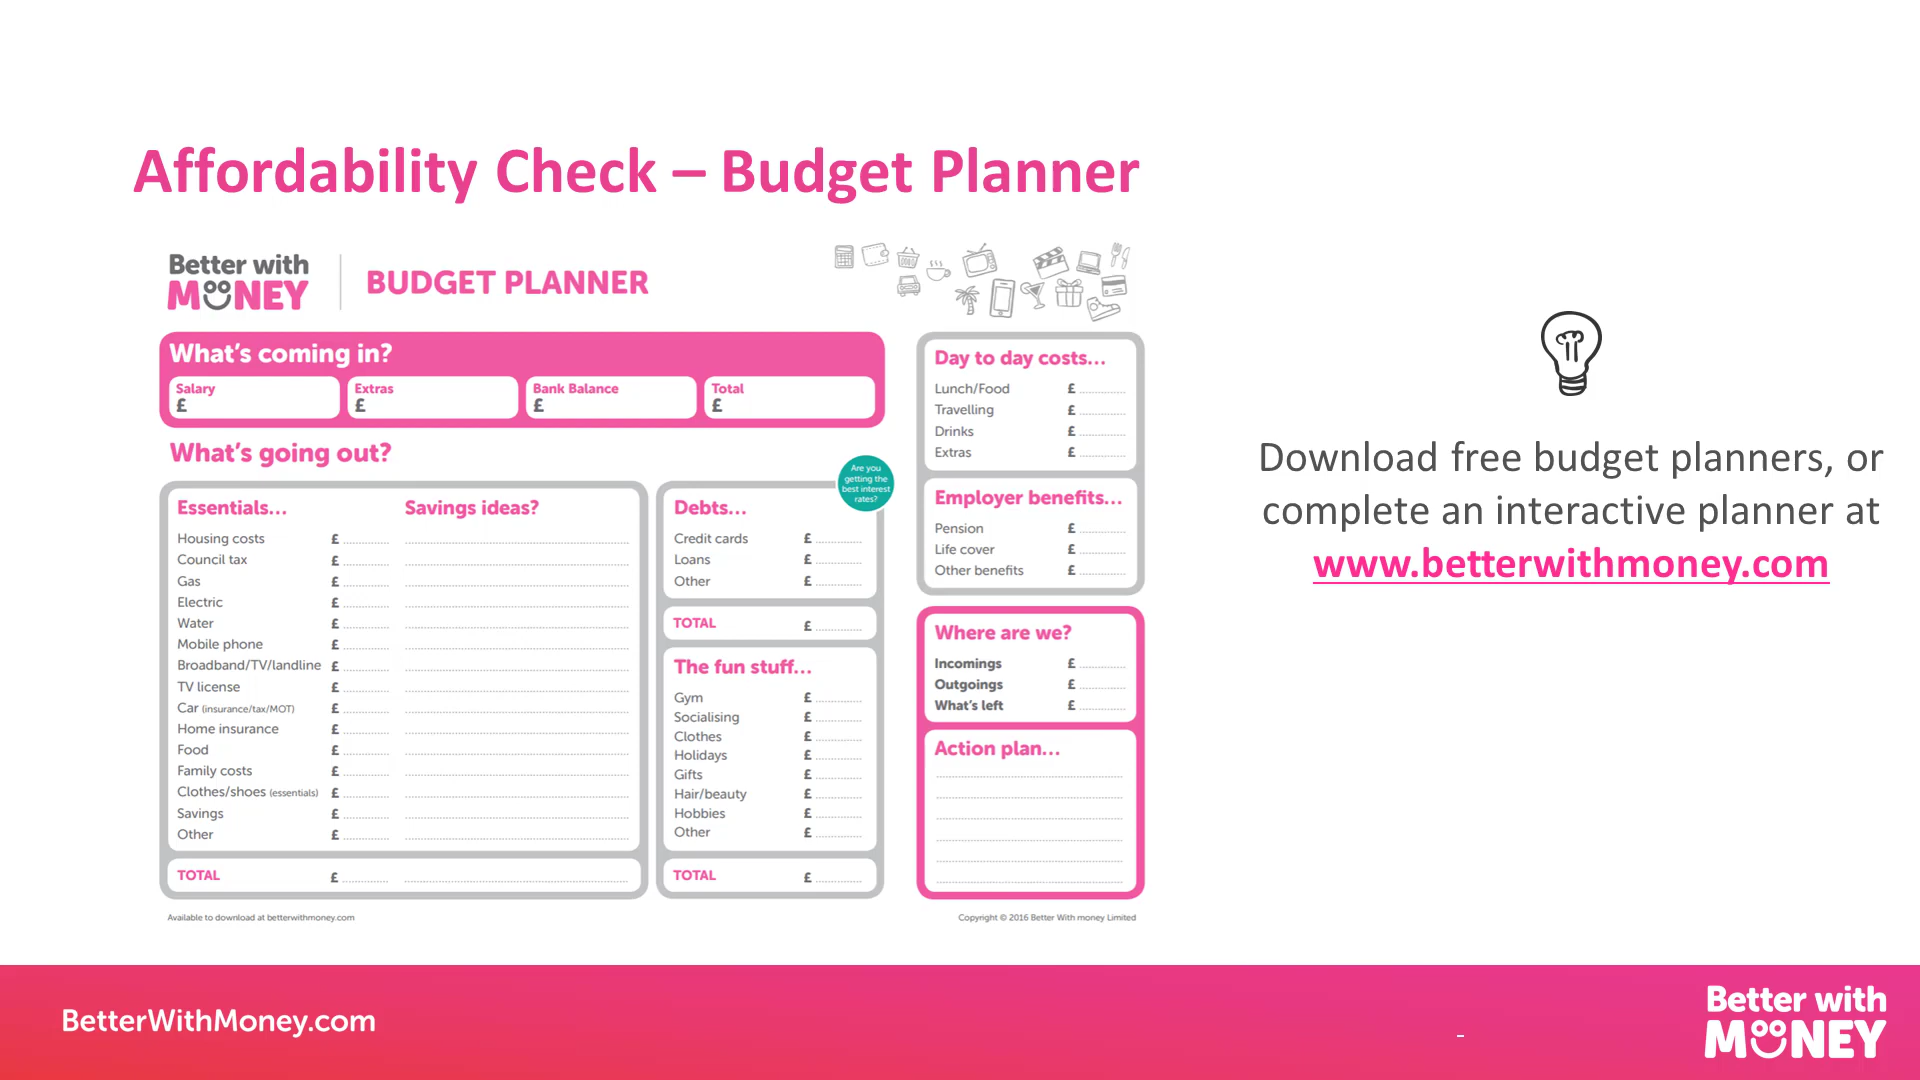 Affordability Check – Budget Planner
Better with
MONEY
BUDGET PLANNER
What's coming in?
Salary
£
Extras
£
Bank Balance
£
Total
£
What's going out?
Essentials...
Savings ideas?
Housing costs £
Council tax £
Gas £
Electric £
Water £
Mobile phone £
Broadband/TV/landline £
TV license £
Car (insurance/tax/MOT) £
Home insurance £
Food £
Family costs £
Clothes/shoes (essentials) £
Savings £
Other £
TOTAL £
Are you
getting the
best interest
rates?
Debts...
Credit cards £
Loans £
Other £
TOTAL £
The fun stuff...
Gym £
Socialising £
Clothes £
Holidays £
Gifts £
Hair/beauty £
Hobbies £
Other £
TOTAL £
Day to day costs...
Lunch/Food £
Travelling £
Drinks £
Extras £
Employer benefits...
Pension £
Life cover £
Other benefits £
Where are we?
Incomings £
Outgoings £
What's left £
Action plan...
Available to download at betterwithmoney.com
Copyright © 2016 Better With money Limited
Download free budget planners, or
complete an interactive planner at
www.betterwithmoney.com
BetterWithMoney.com
-
Better with
MONEY